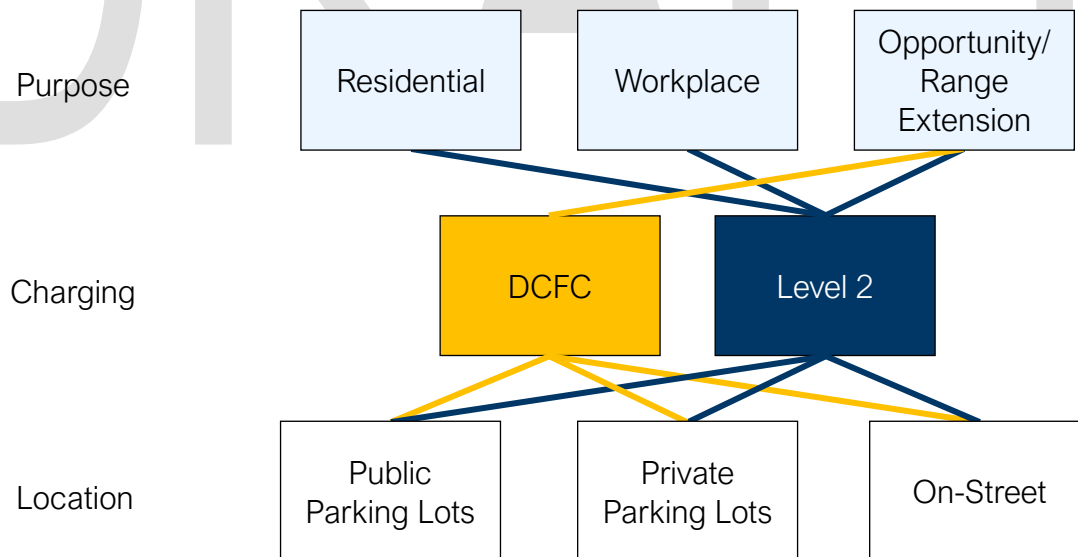 Purpose
Residential
Workplace
Opportunity/
Range
Extension
Charging
DCFC
Level 2
Location
Public
Parking Lots
Private
Parking Lots
On-Street